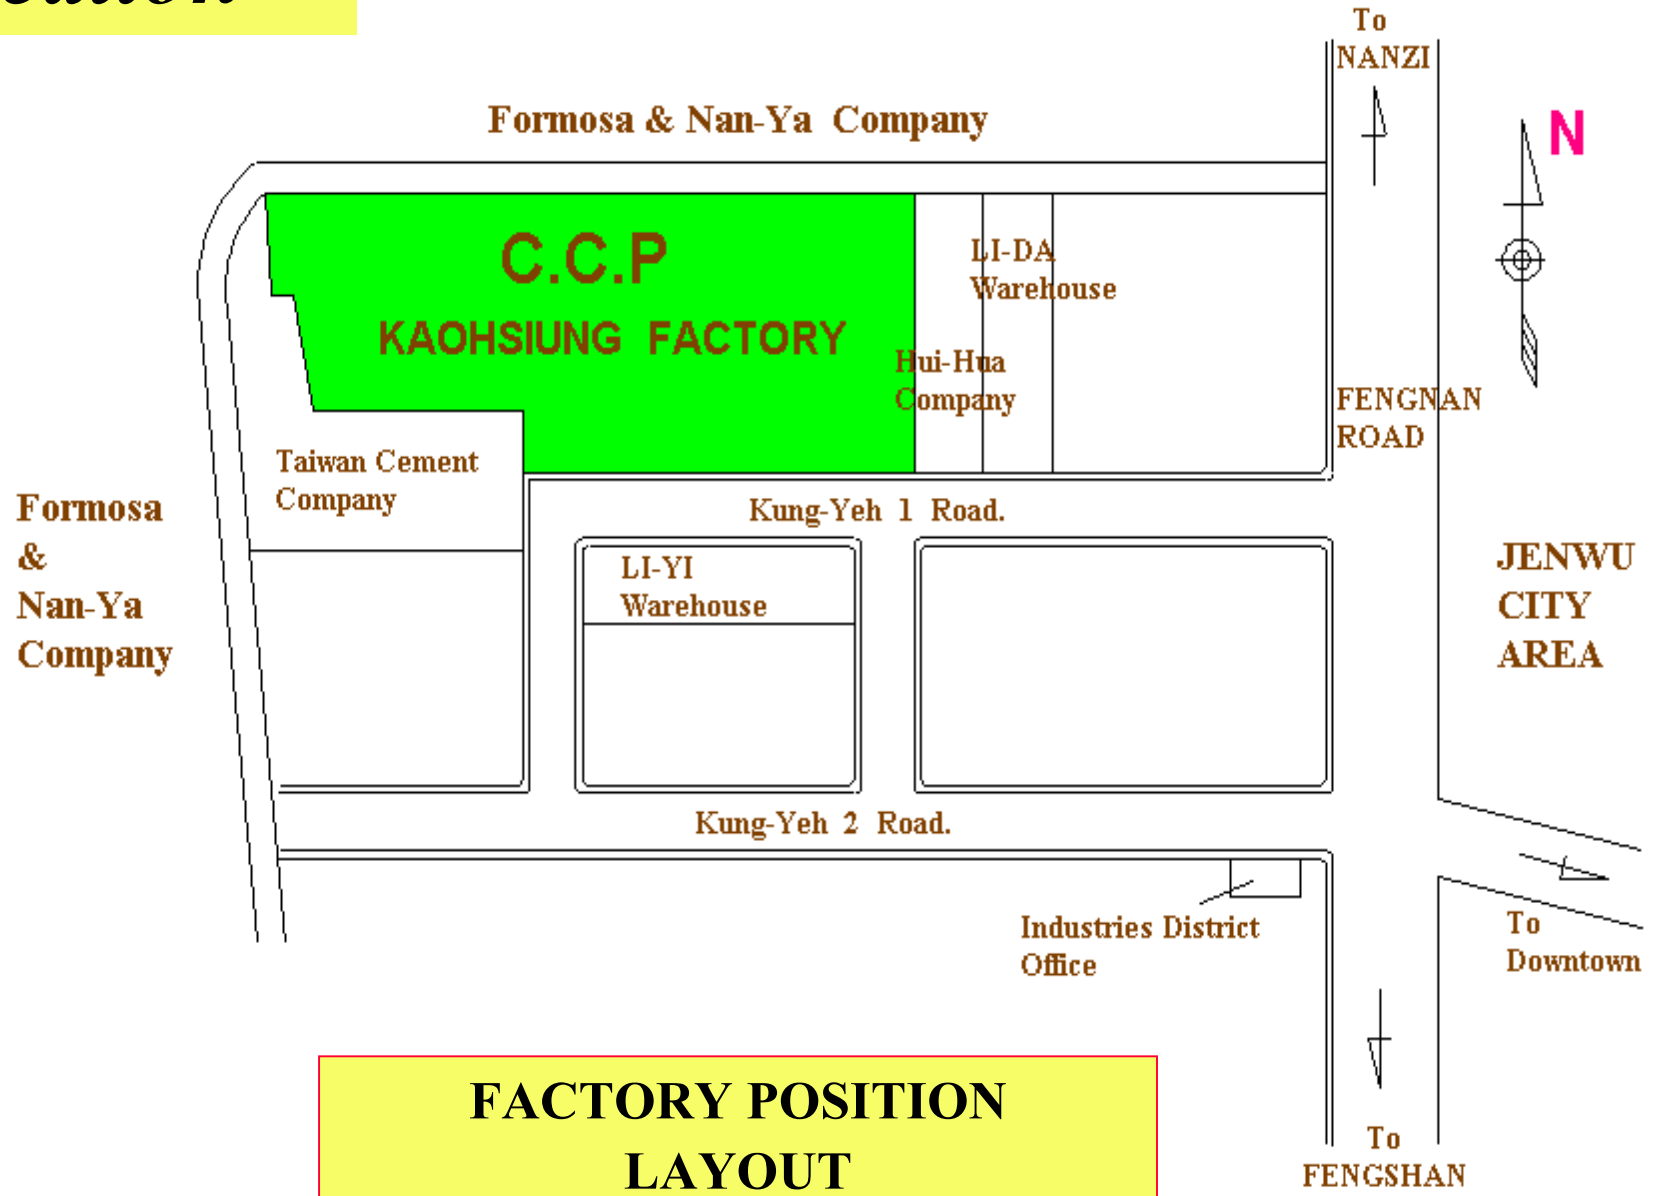 To
NANZI
Formosa & Nan-Ya Company
N
C.C.P
KAOHSIUNG FACTORY
LI-DA
Warehouse
Hui-Hua
Company
FENGNAN
ROAD
Taiwan Cement
Company
Formosa
&
Nan-Ya
Company
Kung-Yeh 1 Road.
LI-YI
Warehouse
JENWU
CITY
AREA
Kung-Yeh 2 Road.
Industries District
Office
To
Downtown
FACTORY POSITION
LAYOUT
To
FENGSHAN